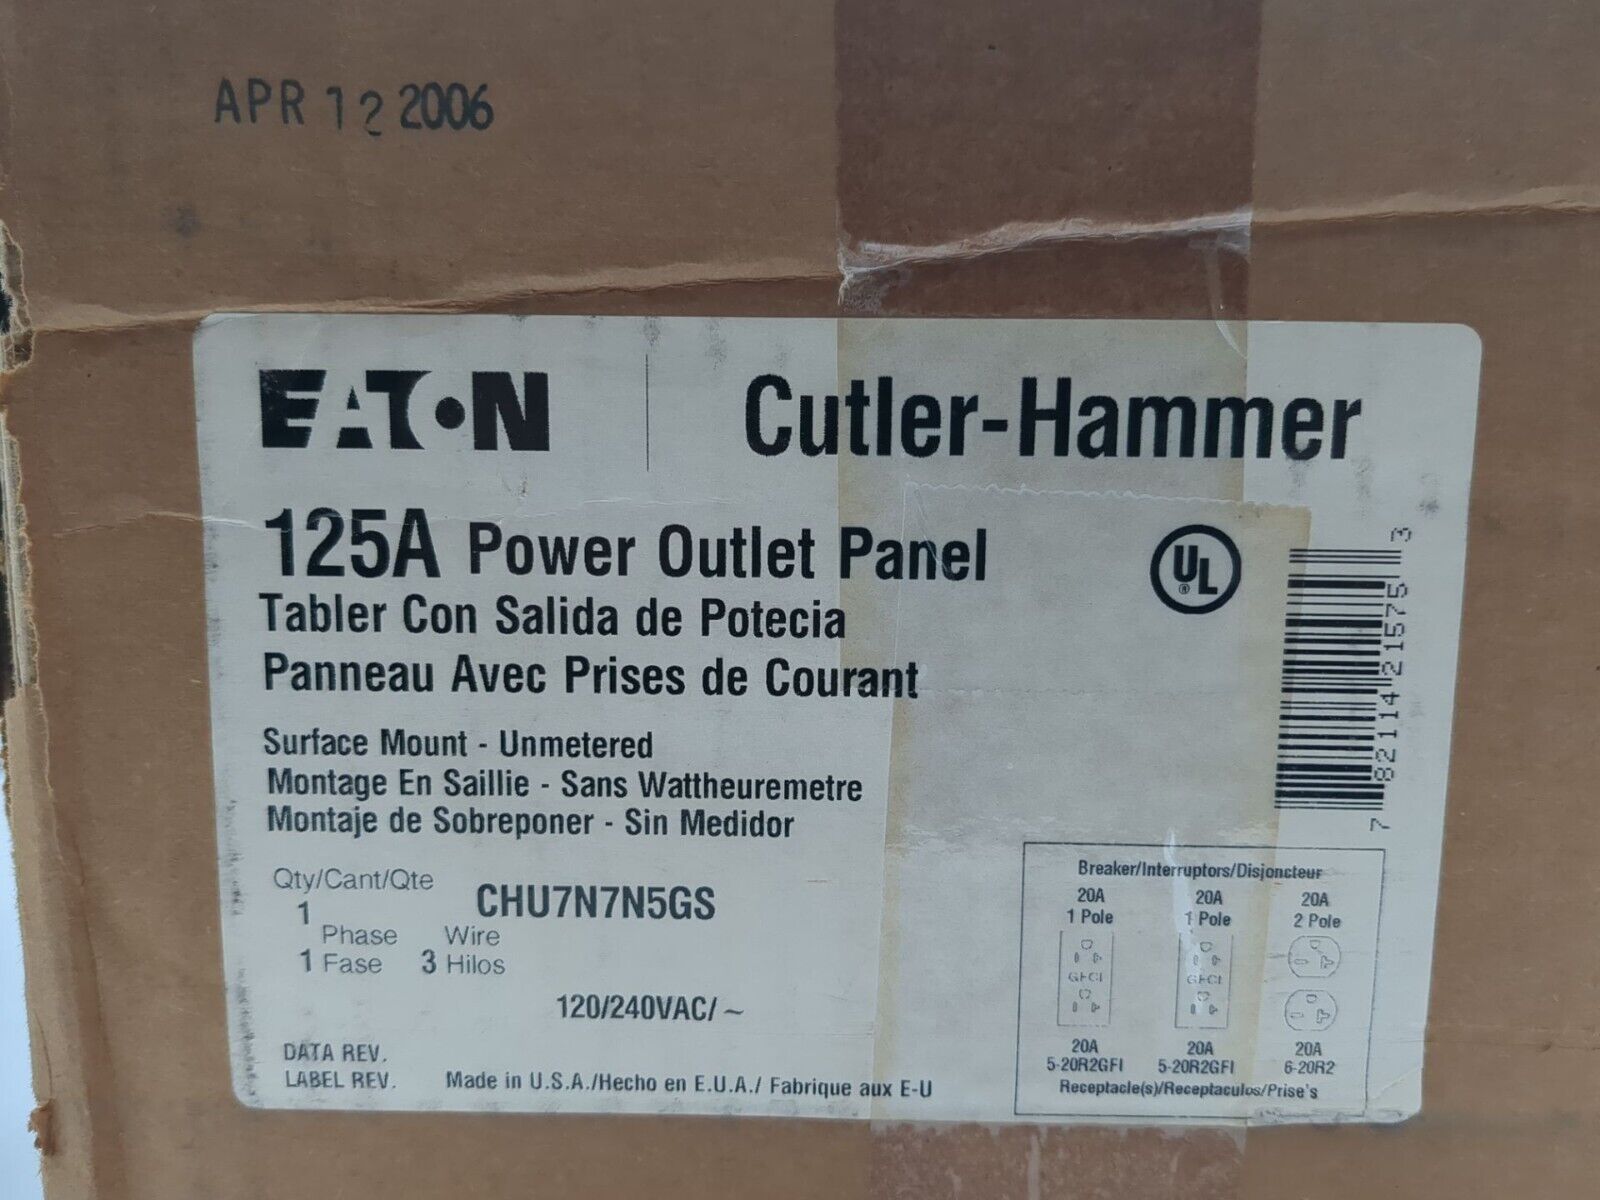 APR 12 2006
EATON
Cutler-Hammer
125A Power Outlet Panel
Tabler Con Salida de Potecia
Panneau Avec Prises de Courant
UL
®
Surface Mount - Unmetered
Montage En Saillie - Sans Wattheuremetre
Montaje de Sobreponer - Sin Medidor
7 82114 21575 3
Qty/Cant/Qte
1
CHU7N7N5GS
Phase Wire
1 Fase 3 Hilos
120/240VAC/ ~
DATA REV.
LABEL REV.
Made in U.S.A./Hecho en E.U.A./ Fabrique aux E-U
Breaker/Interruptors/Disjoncteur
20A 20A 20A
1 Pole 1 Pole 2 Pole
GFCI GFCI
20A 20A 20A
5-20R2GFI 5-20R2GFI 6-20R2
Receptacle(s)/Receptaculos/Prise's